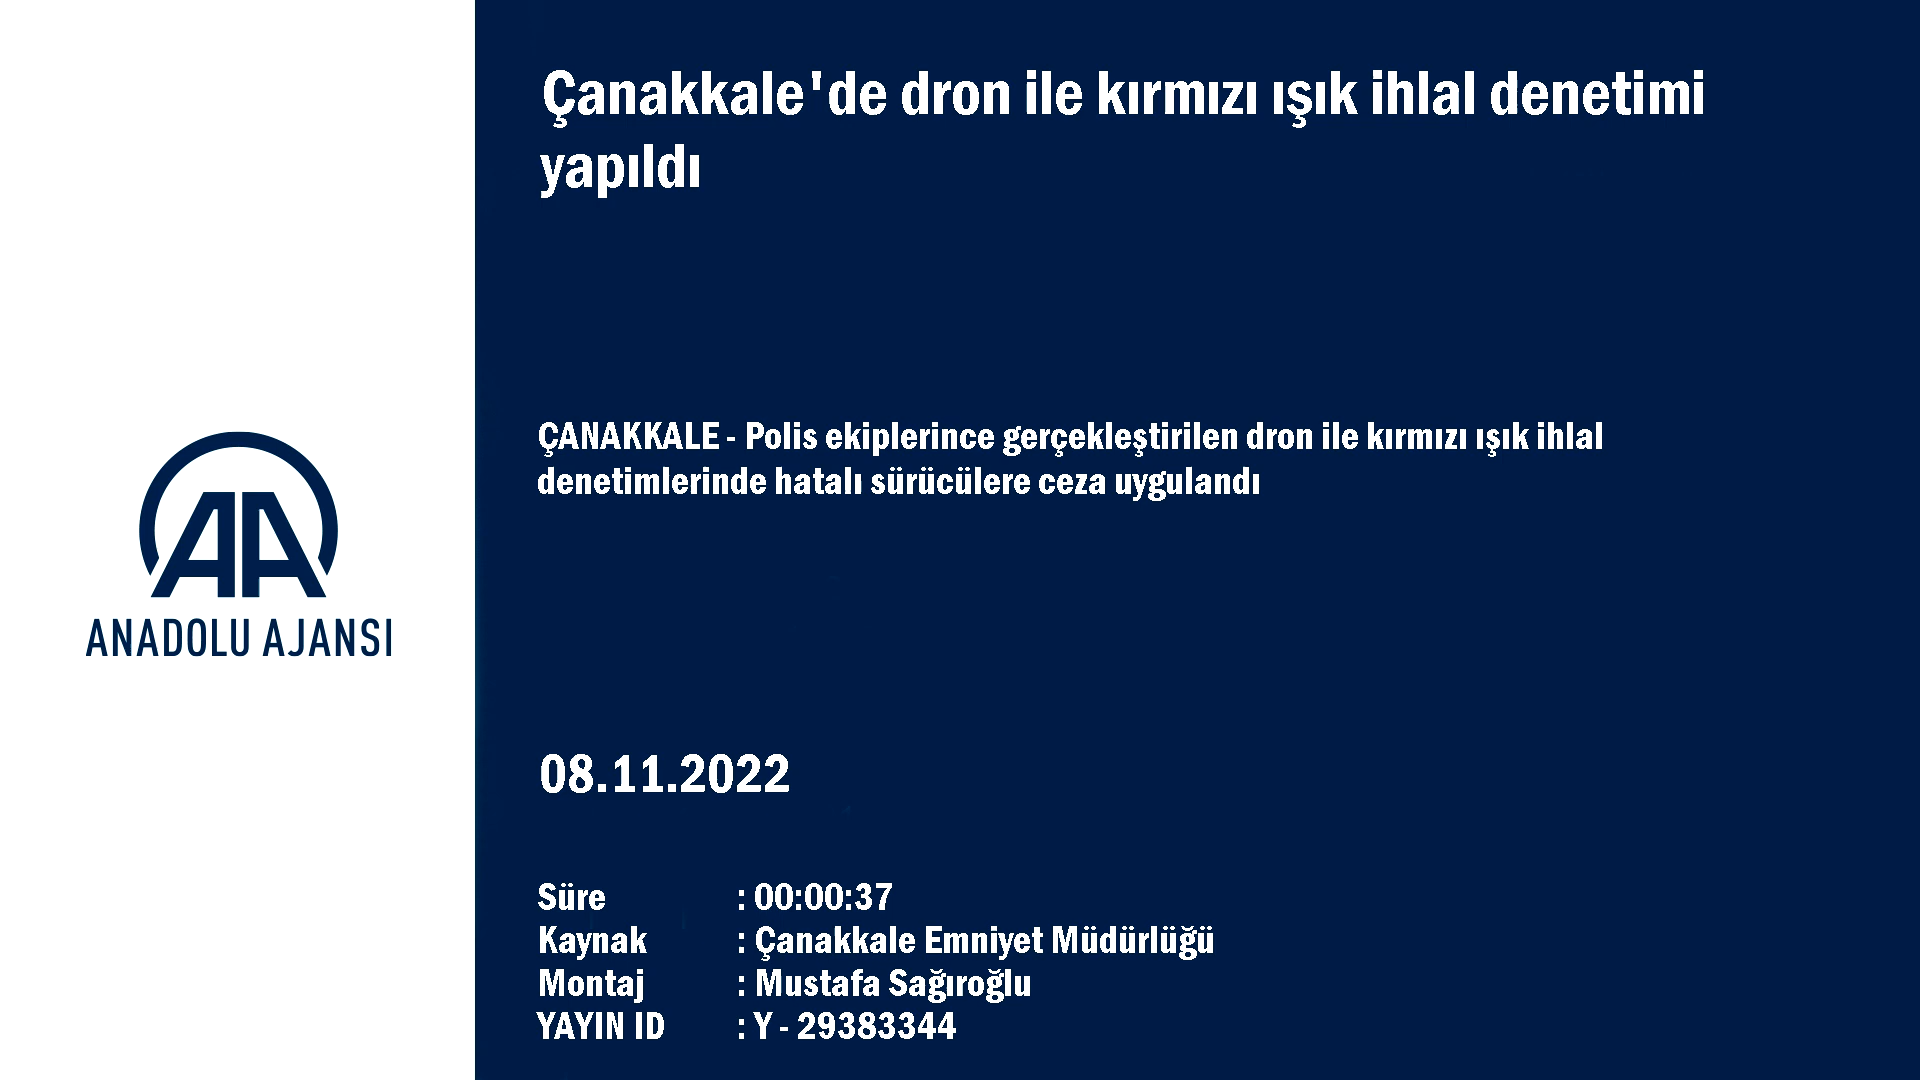 Çanakkale'de dron ile kırmızı ışık ihlal denetimi
yapıldı
ÇANAKKALE - Polis ekiplerince gerçekleştirilen dron ile kırmızı ışık ihlal
denetimlerinde hatalı sürücülere ceza uygulandı
AA
ANADOLU AJANSI
08.11.2022
Süre : 00:00:37
Kaynak : Çanakkale Emniyet Müdürlüğü
Montaj : Mustafa Sağıroğlu
YAYIN ID : Y - 29383344